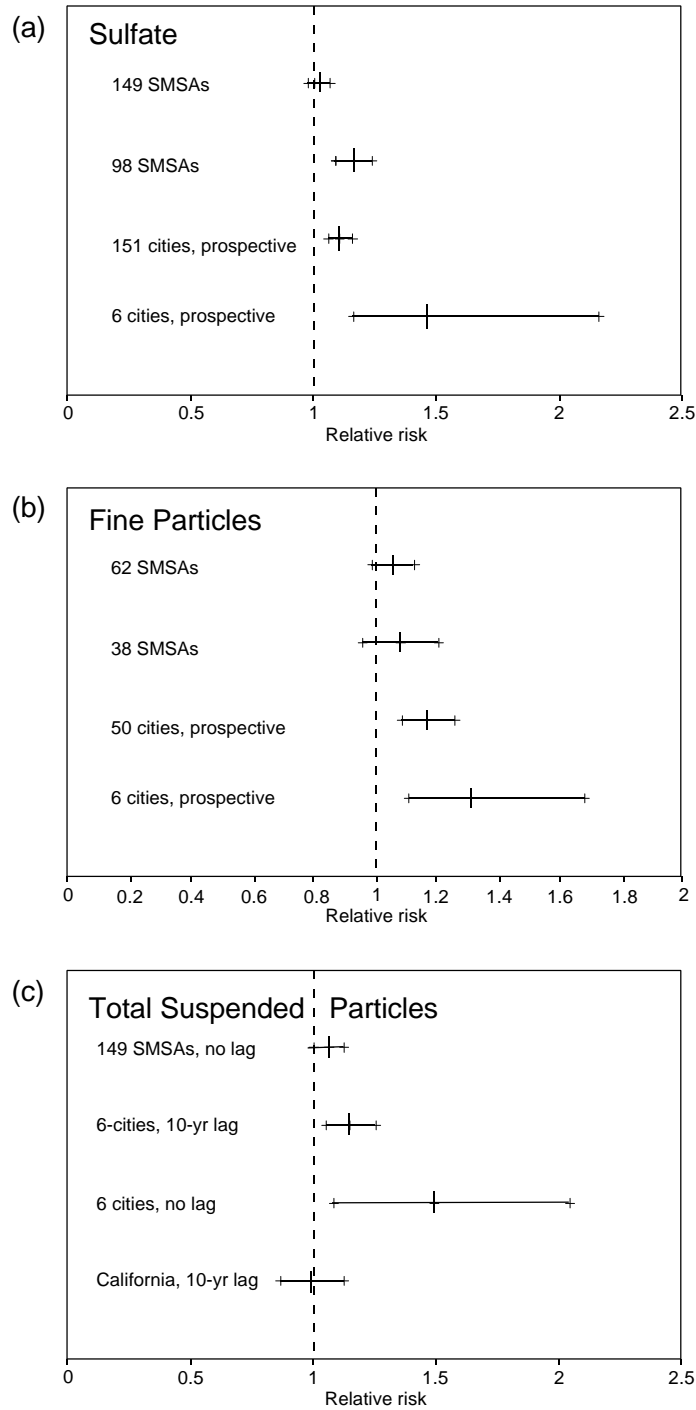 (a)
Sulfate
149 SMSAs
98 SMSAs
151 cities, prospective
6 cities, prospective
0 0.5 1 1.5 2 2.5
Relative risk
(b)
Fine Particles
62 SMSAs
38 SMSAs
50 cities, prospective
6 cities, prospective
0 0.2 0.4 0.6 0.8 1 1.2 1.4 1.6 1.8 2
Relative risk
(c)
Total Suspended Particles
149 SMSAs, no lag
6-cities, 10-yr lag
6 cities, no lag
California, 10-yr lag
0 0.5 1 1.5 2 2.5
Relative risk